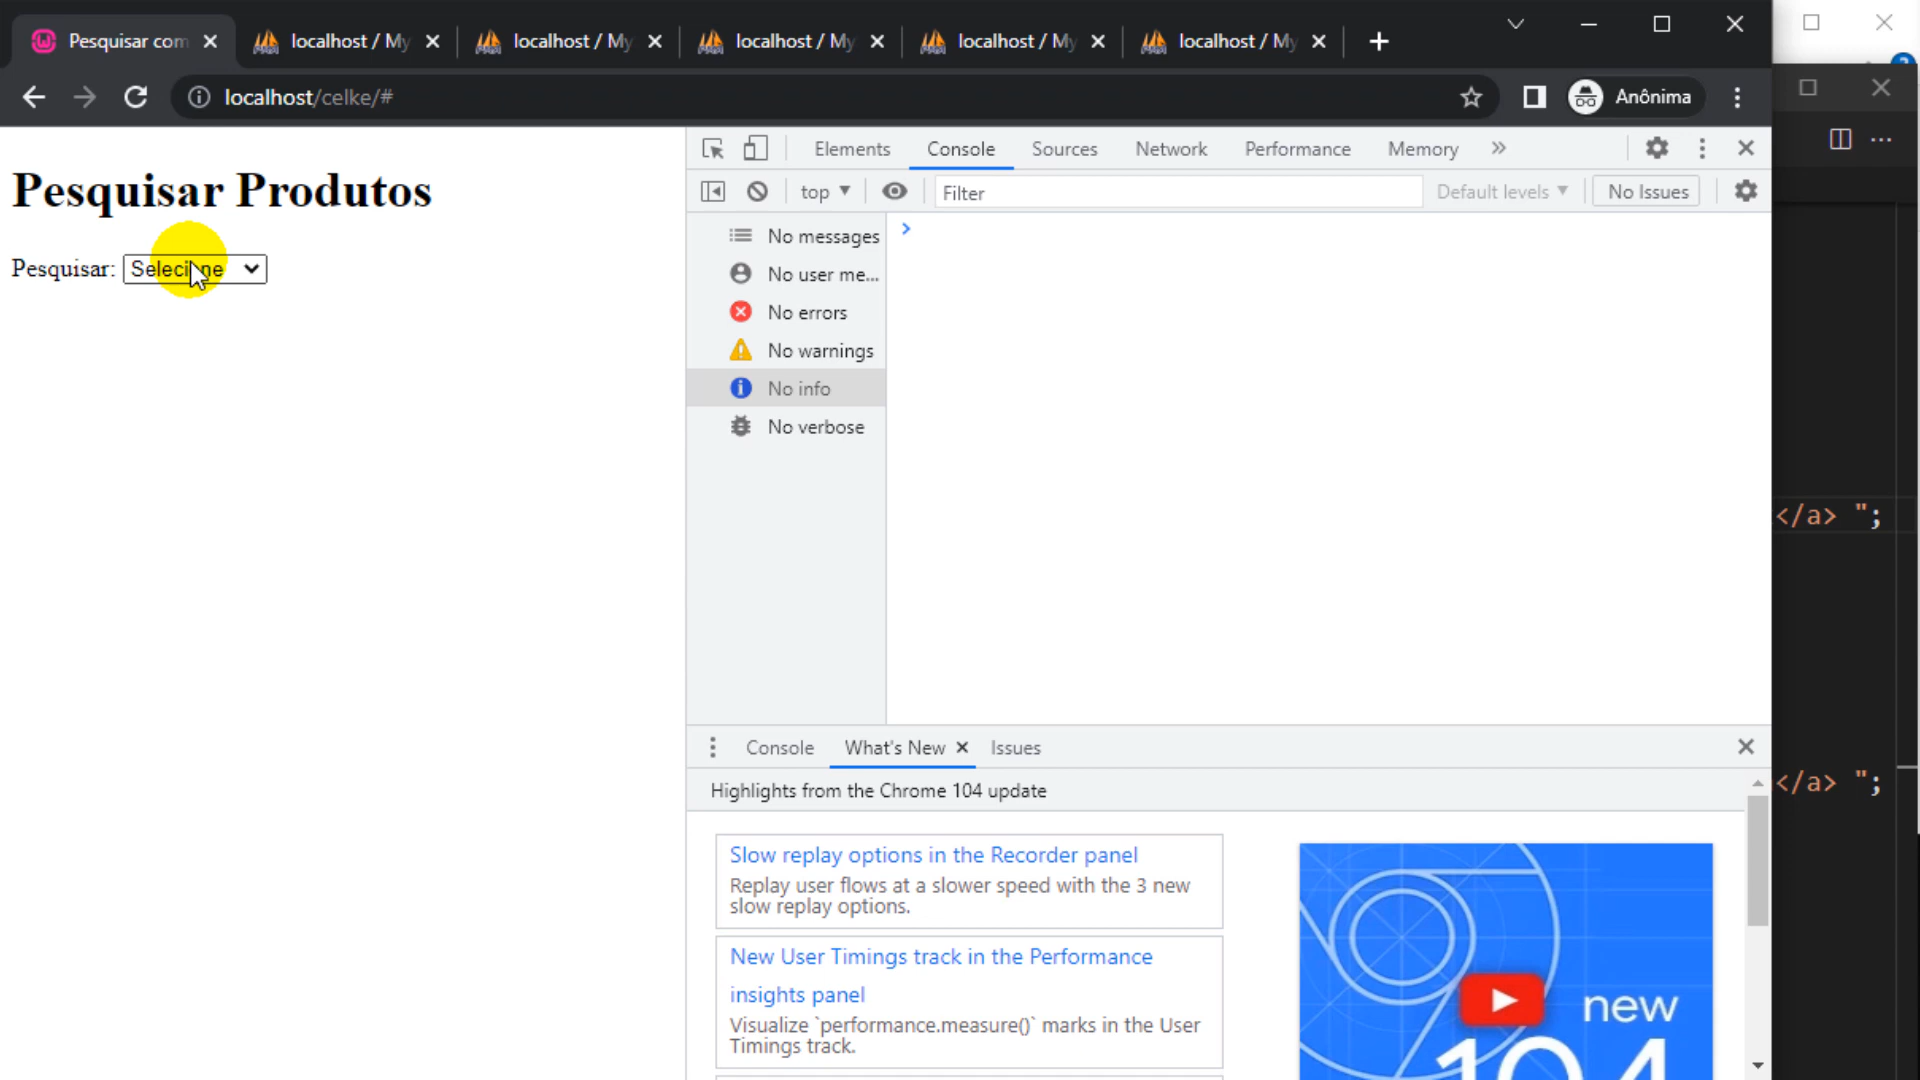 Pesquisar com
localhost / My
localhost / My
localhost / My
localhost / My
localhost / My
localhost/celke/#
Anônima
Pesquisar Produtos
Pesquisar: Selecione
Elements Console Sources Network Performance Memory
top Filter Default levels No Issues
No messages
No user me...
No errors
No warnings
No info
No verbose
</a> ";
</a> ";
Console What's New Issues
Highlights from the Chrome 104 update
Slow replay options in the Recorder panel
Replay user flows at a slower speed with the 3 new
slow replay options.
New User Timings track in the Performance
insights panel
Visualize `performance.measure()` marks in the User
Timings track.
new
104